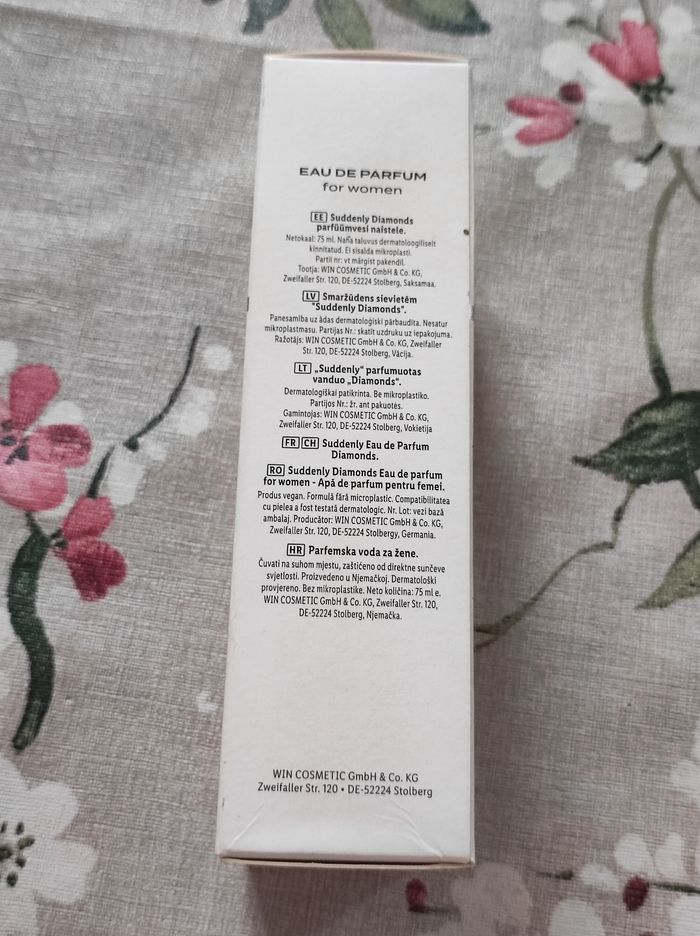 EAU DE PARFUM
for women
EE Suddenly Diamonds
parfüümvesi naistele.
Netokaal: 75 ml. Naha taluvus dermatoloogiliselt
kinnitatud. Ei sisalda mikroplasti.
Partii nr: vt märgist pakendil.
Tootja: WIN COSMETIC GmbH & Co. KG,
Zweifaller Str. 120, DE-52224 Stolberg, Saksamaa.
LV Smaržūdens sievietēm
"Suddenly Diamonds".
Panesamība uz ādas dermatoloģiski pārbaudīta. Nesatur
mikroplastmasu. Partijas Nr.: skatīt uzdruku uz iepakojuma.
Ražotājs: WIN COSMETIC GmbH & Co. KG, Zweifaller
Str. 120, DE-52224 Stolberg, Vācija.
LT „Suddenly“ parfumuotas
vanduo „Diamonds“.
Dermatologiškai patikrinta. Be mikroplastiko.
Partijos Nr.: žr. ant pakuotės.
Gamintojas: WIN COSMETIC GmbH & Co. KG,
Zweifaller Str. 120, DE-52224 Stolberg, Vokietija
FR CH Suddenly Eau de Parfum
Diamonds.
RO Suddenly Diamonds Eau de parfum
for women - Apă de parfum pentru femei.
Produs vegan. Formulă fără microplastic. Compatibilitatea
cu pielea a fost testată dermatologic. Nr. Lot: vezi bază
ambalaj. Producător: WIN COSMETIC GmbH & Co. KG,
Zweifaller Str. 120, DE-52224 Stolbergy, Germania.
HR Parfemska voda za žene.
Čuvati na suhom mjestu, zaštićeno od direktne sunčeve
svjetlosti. Proizvedeno u Njemačkoj. Dermatološki
provjereno. Bez mikroplastike. Neto količina: 75 ml e.
WIN COSMETIC GmbH & Co. KG, Zweifaller Str. 120,
DE-52224 Stolberg, Njemačka.
WIN COSMETIC GmbH & Co. KG
Zweifaller Str. 120 • DE-52224 Stolberg